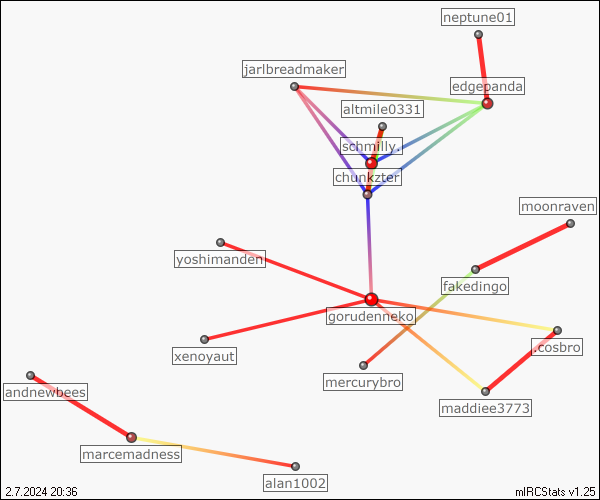 neptune01
jarlbreadmaker
edgepanda
altmile0331
schmilly.
chunkzter
moonraven
yoshimanden
fakedingo
gorudenneko
xenoyaut
j.cosbro
mercurybro
andnewbees
maddiee3773
marcemadness
alan1002
2.7.2024 20:36
mIRCStats v1.25